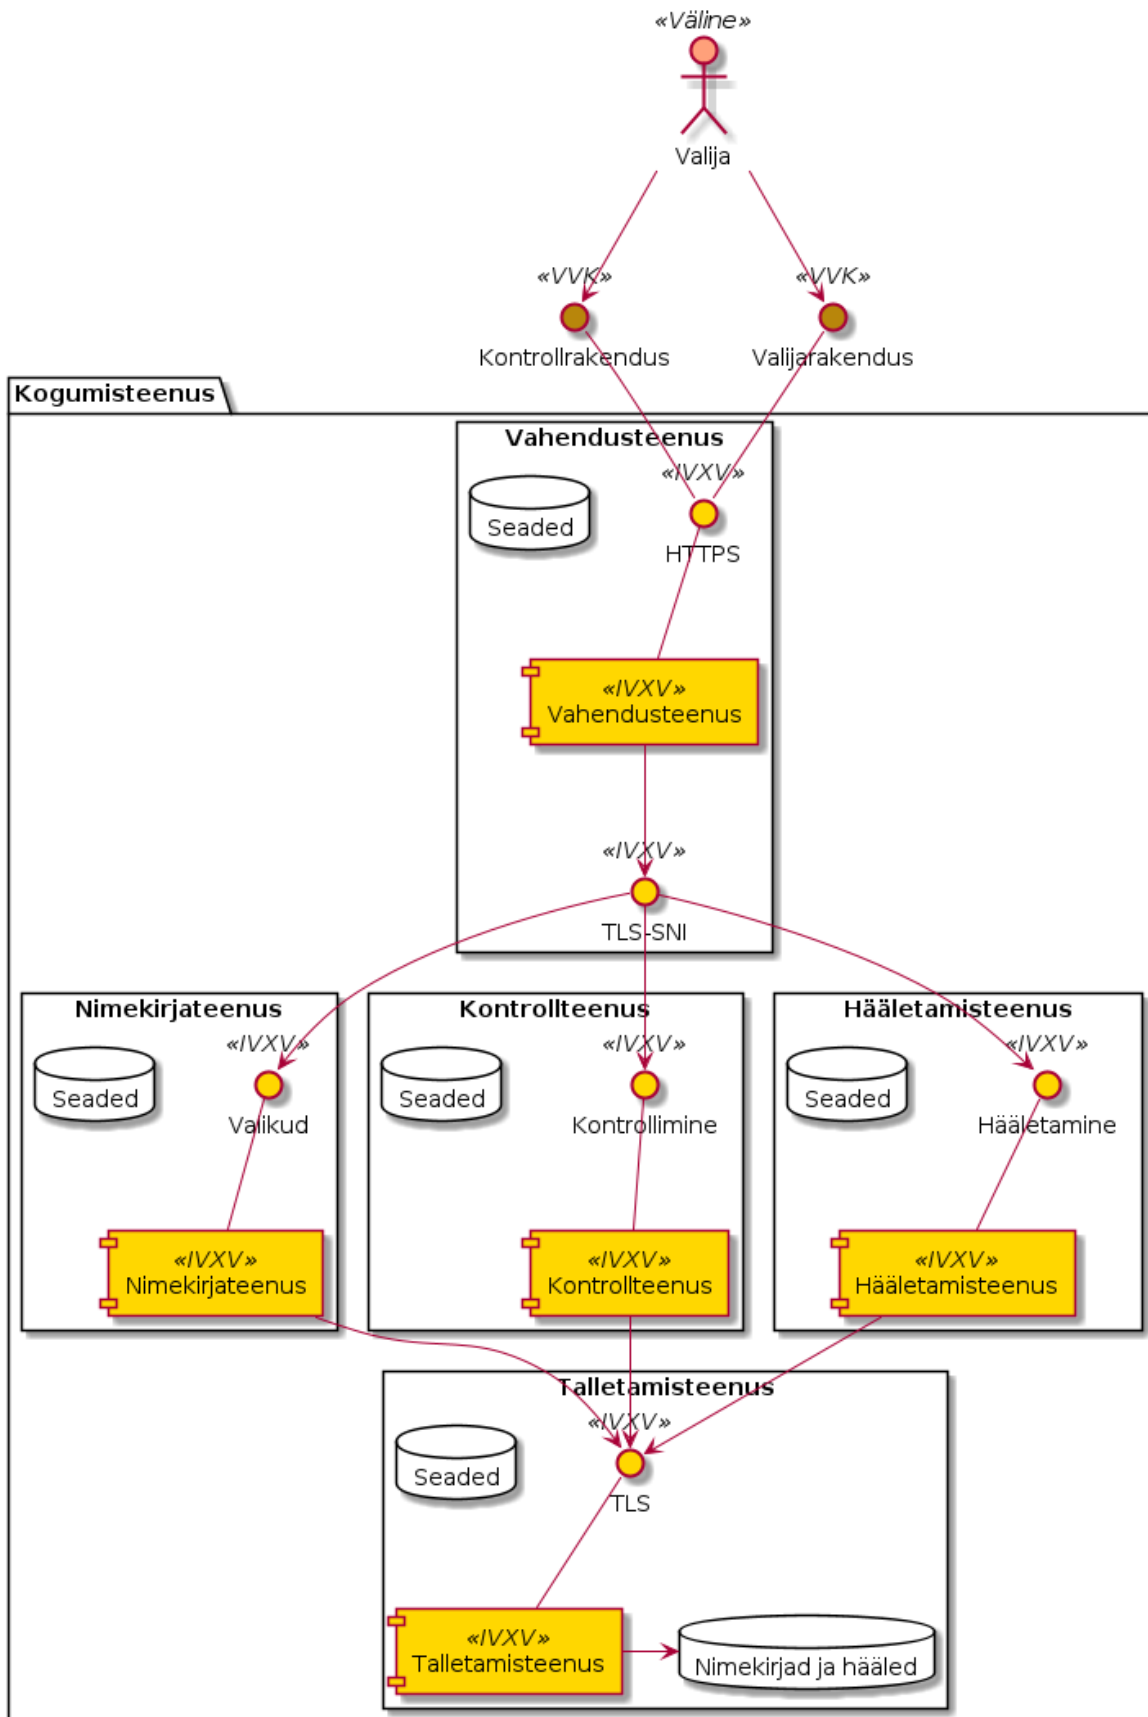 «Väline»
Valija
«VVK» «VVK»
Kontrollrakendus Valijarakendus
Kogumisteenus
Vahendusteenus
«IVXV»
Seaded
HTTPS
«IVXV»
Vahendusteenus
«IVXV»
TLS-SNI
Nimekirjateenus Kontrollteenus Hääletamisteenus
«IVXV» «IVXV» «IVXV»
Seaded Seaded Seaded
Valikud Kontrollimine Hääletamine
«IVXV» «IVXV» «IVXV»
Nimekirjateenus Kontrollteenus Hääletamisteenus
Talletamisteenus
«IVXV»
Seaded
TLS
«IVXV»
Talletamisteenus Nimekirjad ja hääled